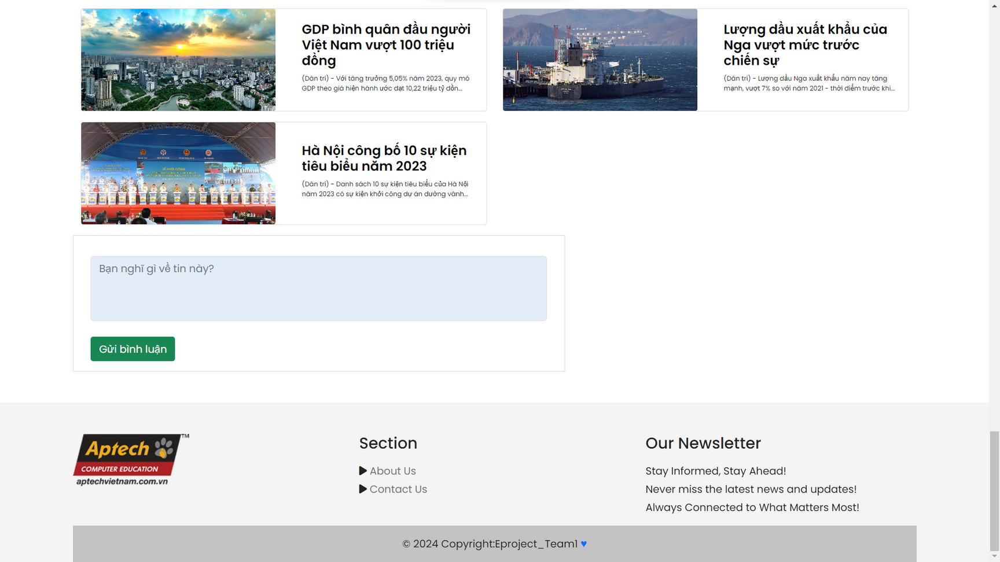 GDP bình quân đầu người
Việt Nam vượt 100 triệu
đồng
(Dân trí) - Với tăng trưởng 5,05% năm 2023, quy mô
GDP theo giá hiện hành ước đạt 10,22 triệu tỷ đồn...
Lượng dầu xuất khẩu của
Nga vượt mức trước
chiến sự
(Dân trí) - Lượng dầu Nga xuất khẩu năm nay tăng
mạnh, vượt 7% so với năm 2021 - thời điểm trước khi...
LỄ KHỞI CÔNG
Hà Nội công bố 10 sự kiện
tiêu biểu năm 2023
(Dân trí) - Danh sách 10 sự kiện tiêu biểu của Hà Nội
năm 2023 có sự kiện khởi công dự án đường vành...
Bạn nghĩ gì về tin này?
Gửi bình luận
Aptech TM
COMPUTER EDUCATION
aptechvietnam.com.vn
Section
About Us
Contact Us
Our Newsletter
Stay Informed, Stay Ahead!
Never miss the latest news and updates!
Always Connected to What Matters Most!
© 2024 Copyright:Eproject_Team1 ♥